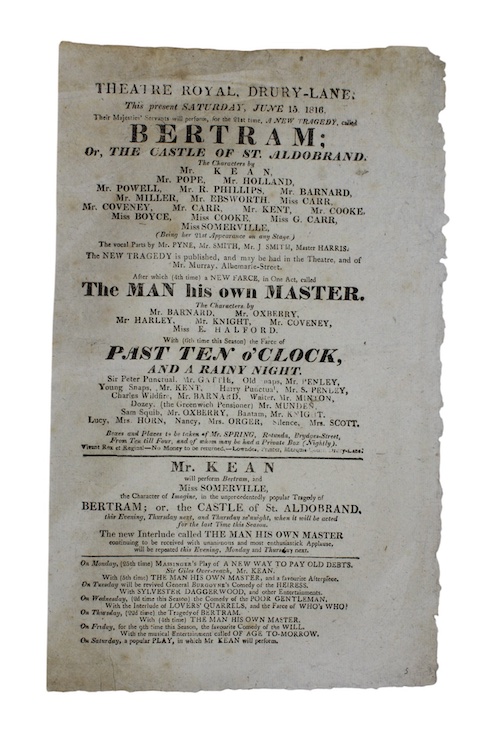 THEATRE ROYAL, DRURY-LANE.
This present SATURDAY, JUNE 15, 1816,
Their Majesties' Servants will perform, for the 21st time, A NEW TRAGEDY, called
BERTRAM;
Or, THE CASTLE OF ST. ALDOBRAND.
The Characters by
Mr. KEAN,
Mr. POPE, Mr. HOLLAND,
Mr. POWELL, Mr. R. PHILLIPS, Mr. BARNARD,
Mr. MILLER, Mr. EBSWORTH. Miss CARR,
Mr. COVENEY, Mr. CARR, Mr. KENT, Mr. COOKE.
Miss BOYCE, Miss COOKE, Miss G. CARR,
Miss SOMERVILLE,
(Being her 21st Appearance on any Stage.)
The vocal Parts by Mr. PYNE, Mr. SMITH, Mr. J SMITH, Master HARRIS.
The NEW TRAGEDY is published, and may be had in the Theatre, and of
Mr. Murray, Albemarle-Street.
After which (4th time) a NEW FARCE, in One Act, called
The MAN his own MASTER.
The Characters by
Mr. BARNARD, Mr. OXBERRY,
Mr HARLEY, Mr. KNIGHT, Mr. COVENEY,
Miss E. HALFORD.
With (6th time this Season) the Farce of
PAST TEN o'CLOCK,
AND A RAINY NIGHT.
Sir Peter Punctual, Mr. GATTIE, Old Snaps, Mr. PENLEY,
Young Snaps, Mr. KENT, Harry Punctual, Mr. S. PENLEY,
Charles Wildfire, Mr. BARNARD, Waiter, Mr. MINTON,
Dozey, (the Greenwich Pensioner) Mr. MUNDEN,
Sam Squib, Mr. OXBERRY, Bantam, Mr. KNIGHT.
Lucy, Mrs. HORN, Nancy, Mrs. ORGER, Silence, Mrs. SCOTT.
Boxes and Places to be taken of Mr. SPRING, Rotunda, Brydges-Street,
From Ten till Four, and of whom may be had a Private Box (Nightly).
Vivant Rex et Regina!—No Money to be returned.—Lowndes, Printer, Drury-Lane.
Mr. KEAN
will perform Bertram, and
Miss SOMERVILLE,
the Character of Imogine, in the unprecedentedly popular Tragedy of
BERTRAM; or, the CASTLE of St. ALDOBRAND,
this Evening, Thursday next, and Thursday se'nnight, when it will be acted
for the last Time this Season.
The new Interlude called THE MAN HIS OWN MASTER
continuing to be received with unanimous and most enthusiastick Applause,
will be repeated this Evening, Monday and Thursday next.
On Monday, (25th time) MASSINGER'S Play of A NEW WAY TO PAY OLD DEBTS.
Sir Giles Over-reach, Mr. KEAN.
With (5th time) THE MAN HIS OWN MASTER, and a favourite Afterpiece.
On Tuesday will be revived General BURGOYNE'S Comedy of the HEIRESS.
With SYLVESTER DAGGERWOOD, and other Entertainments.
On Wednesday, (2d time this Season) the Comedy of the POOR GENTLEMAN.
With the Interlude of LOVERS' QUARRELS, and the Farce of WHO'S WHO?
On Thursday, (22d time) the Tragedy of BERTRAM.
With (6th) THE MAN HIS OWN MASTER.
On Friday, for the 9th time this Season, the favourite Comedy of the WILL.
With the musical Entertainment called OF AGE TO-MORROW.
On Saturday, a popular PLAY, in which Mr KEAN will perform.